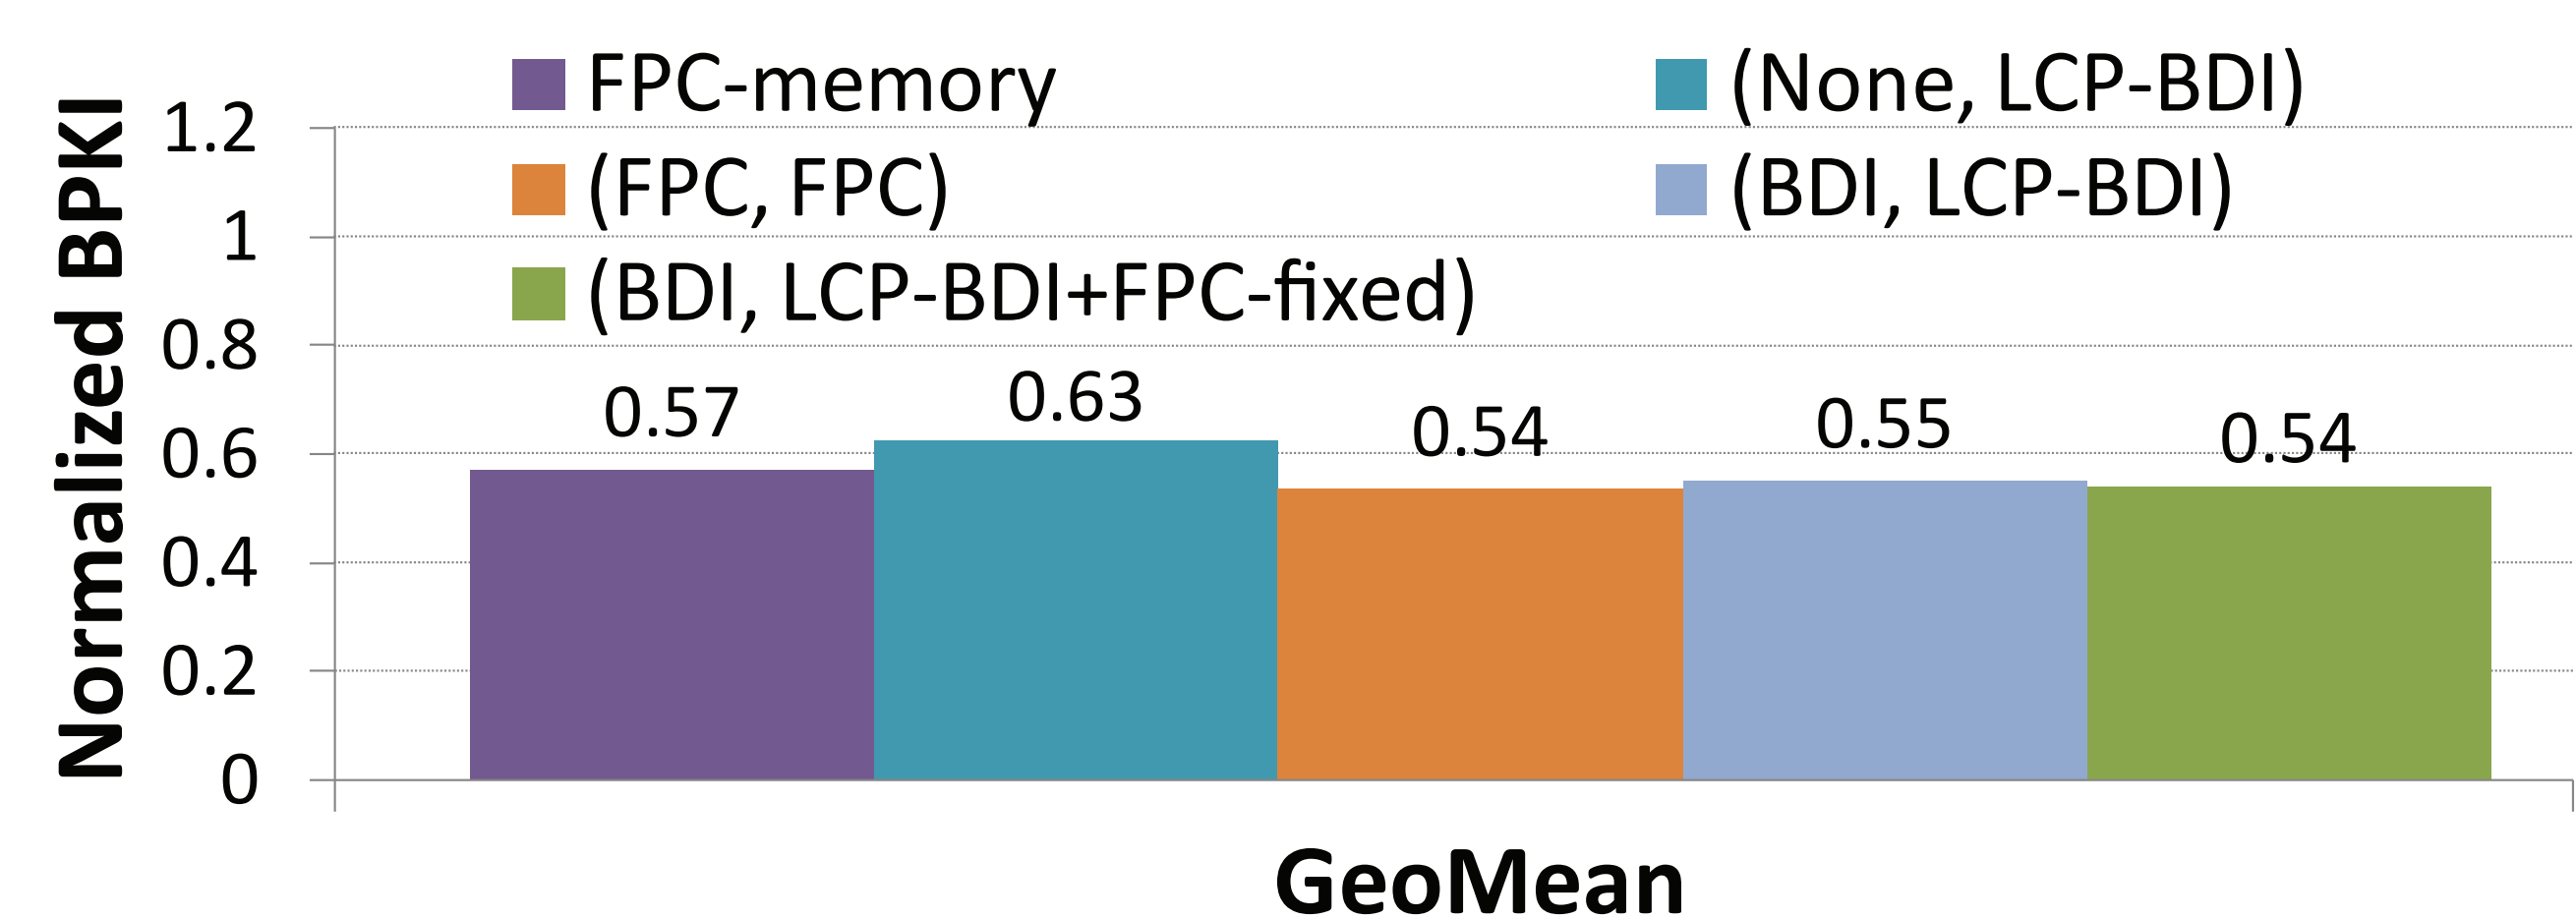 Normalized BPKI
FPC-memory
(None, LCP-BDI)
(FPC, FPC)
(BDI, LCP-BDI)
(BDI, LCP-BDI+FPC-fixed)
1.2
1
0.8
0.6
0.4
0.2
0
0.57
0.63
0.54
0.55
0.54
GeoMean